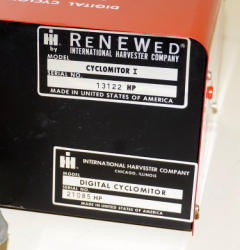 DIGITAL CYCLO
IH ReNeWeD
by INTERNATIONAL HARVESTER COMPANY
MODEL
CYCLOMITOR I
SERIAL NO.
13122 HP
MADE IN UNITED STATES OF AMERICA
IH INTERNATIONAL HARVESTER COMPANY
CHICAGO, ILLINOIS
MODEL
DIGITAL CYCLOMITOR
SERIAL NO.
21085 HP
MADE IN UNITED STATES OF AMERICA